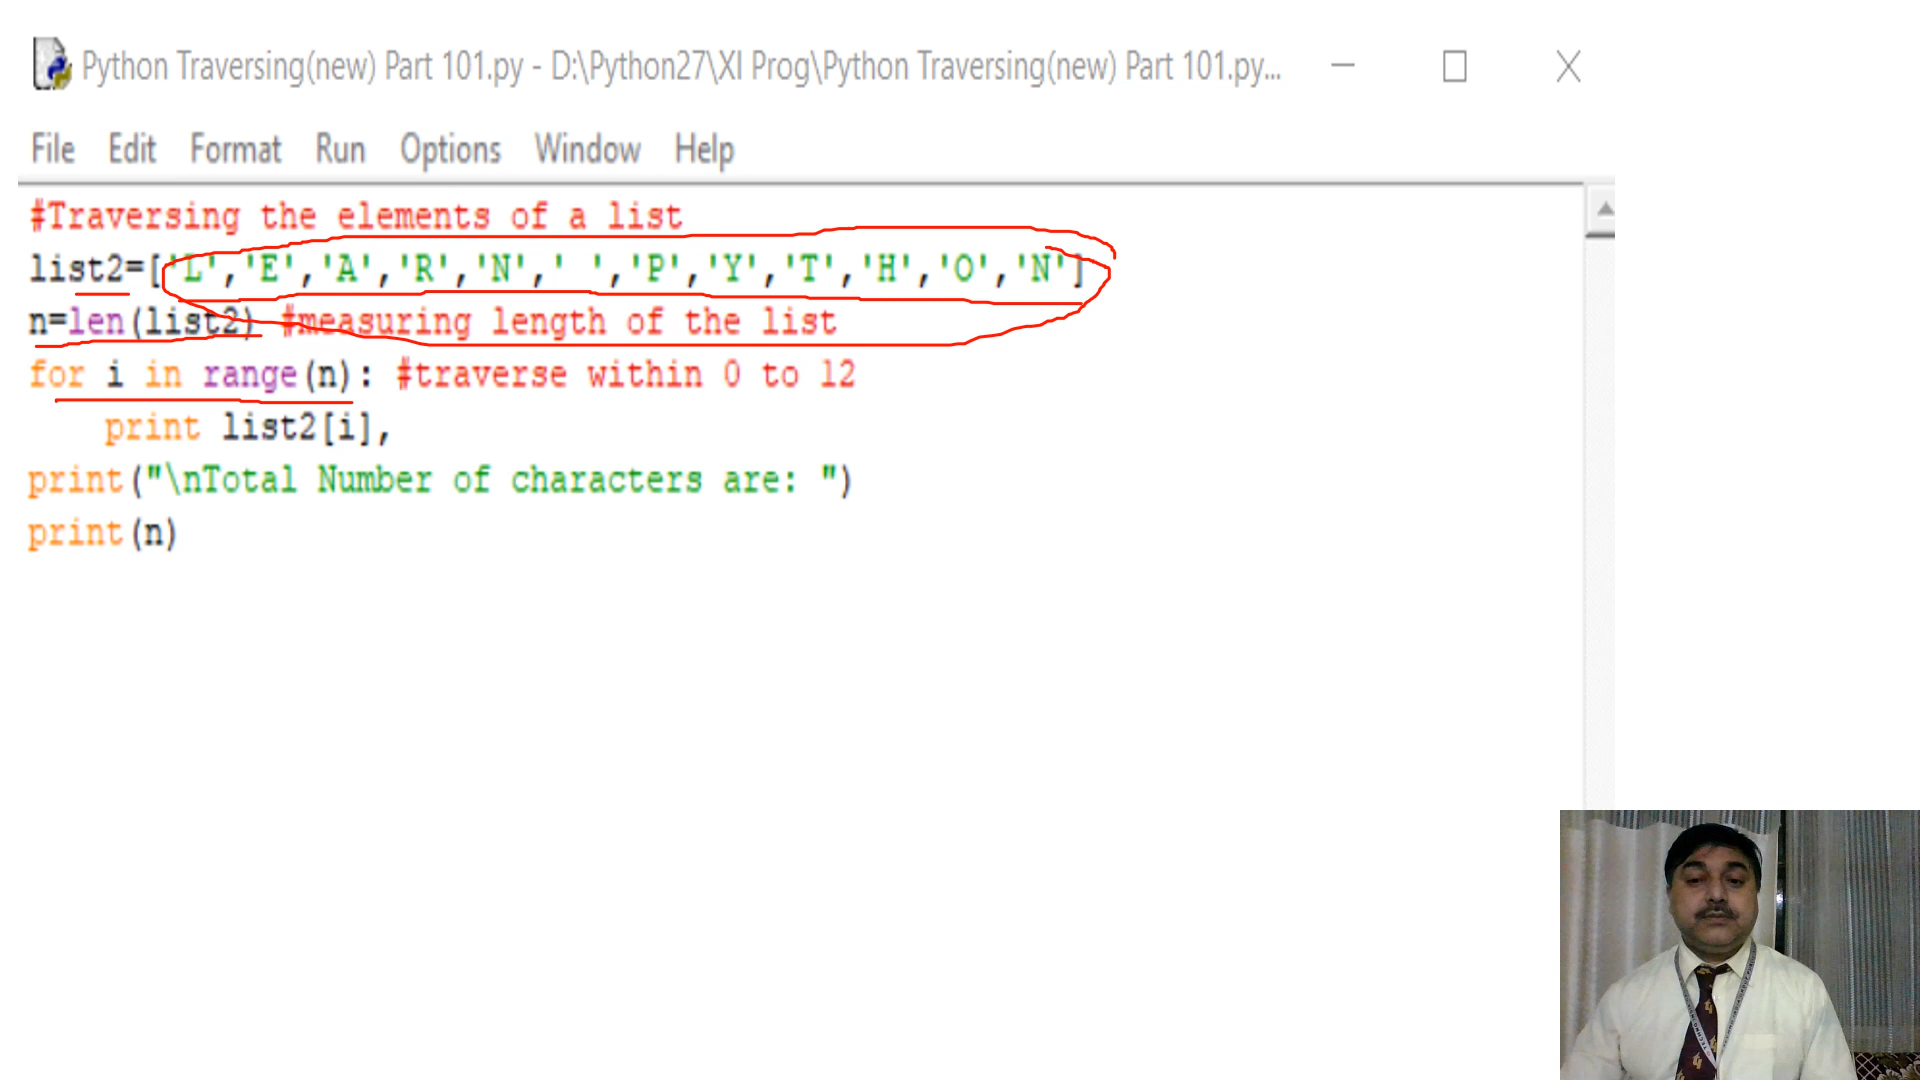 Python Traversing(new) Part 101.py - D:\Python27\XI Prog\Python Traversing(new) Part 101.py...
File Edit Format Run Options Window Help
#Traversing the elements of a list
list2=['L','E','A','R','N',' ','P','Y','T','H','O','N']
n=len(list2) #measuring length of the list
for i in range(n): #traverse within 0 to 12
    print list2[i],
print("\nTotal Number of characters are: ")
print(n)